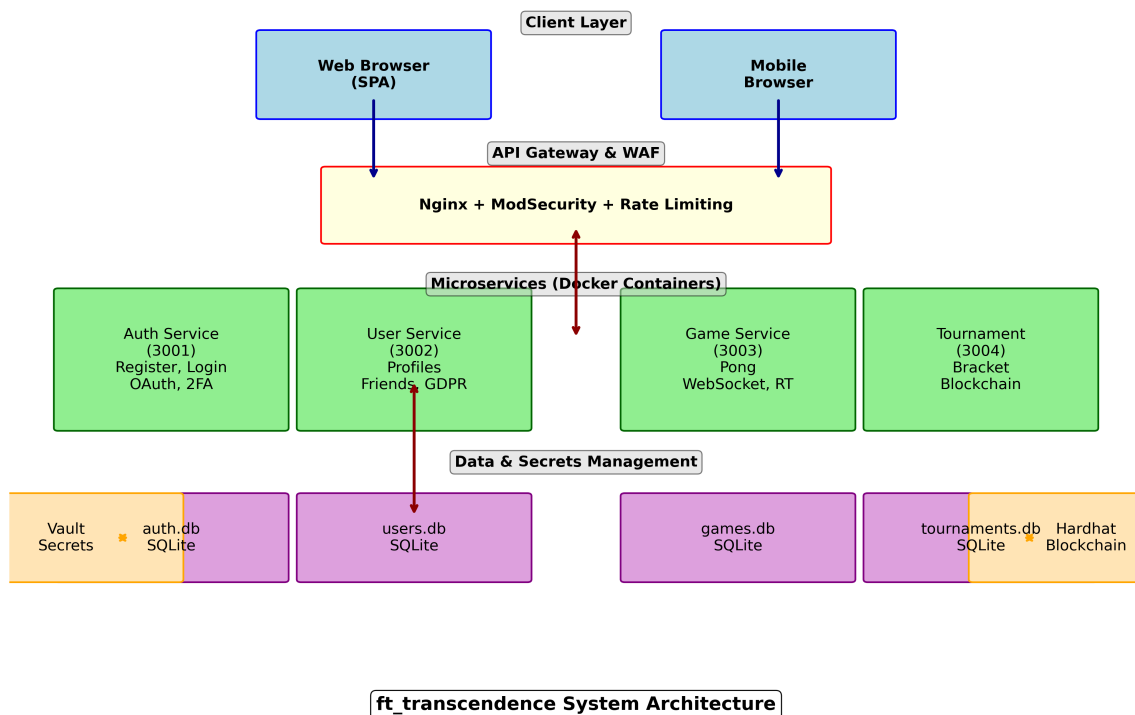 Client Layer
Web Browser
(SPA)
Mobile
Browser
API Gateway & WAF
Nginx + ModSecurity + Rate Limiting
Microservices (Docker Containers)
Auth Service
(3001)
Register, Login
OAuth, 2FA
User Service
(3002)
Profiles
Friends, GDPR
Game Service
(3003)
Pong
WebSocket, RT
Tournament
(3004)
Bracket
Blockchain
Data & Secrets Management
Vault
Secrets
auth.db
SQLite
users.db
SQLite
games.db
SQLite
tournaments.db
SQLite
Hardhat
Blockchain
ft_transcendence System Architecture